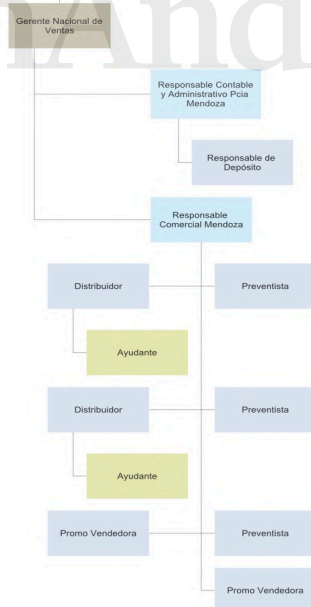 Gerente Nacional de
Ventas
Responsable Contable
y Administrativo Pcia
Mendoza
Responsable de
Depósito
Responsable
Comercial Mendoza
Distribuidor
Preventista
Ayudante
Distribuidor
Preventista
Ayudante
Promo Vendedora
Preventista
Promo Vendedora